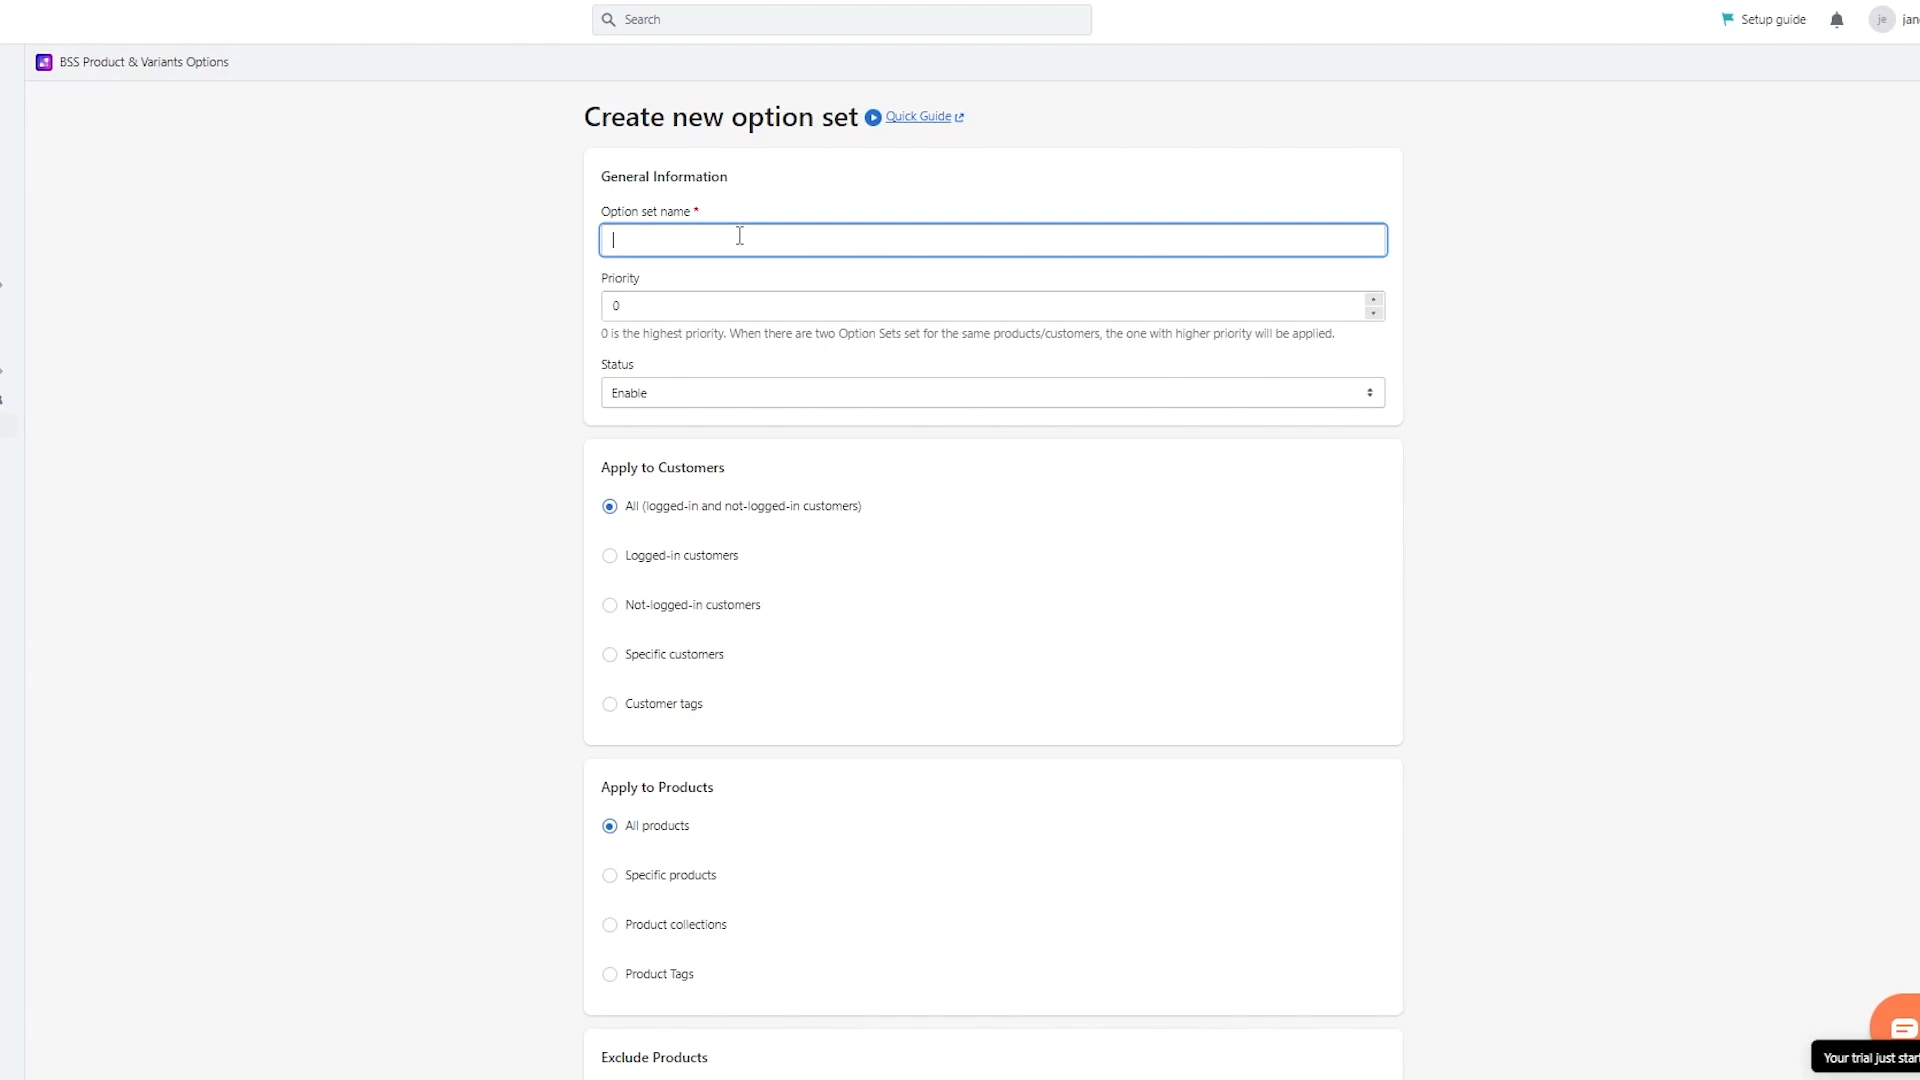 Search
Setup guide
je
jan
BSS Product & Variants Options
Create new option set Quick Guide
General Information
Option set name *
Priority
0
0 is the highest priority. When there are two Option Sets set for the same products/customers, the one with higher priority will be applied.
Status
Enable
Apply to Customers
All (logged-in and not-logged-in customers)
Logged-in customers
Not-logged-in customers
Specific customers
Customer tags
Apply to Products
All products
Specific products
Product collections
Product Tags
Exclude Products
Your trial just star